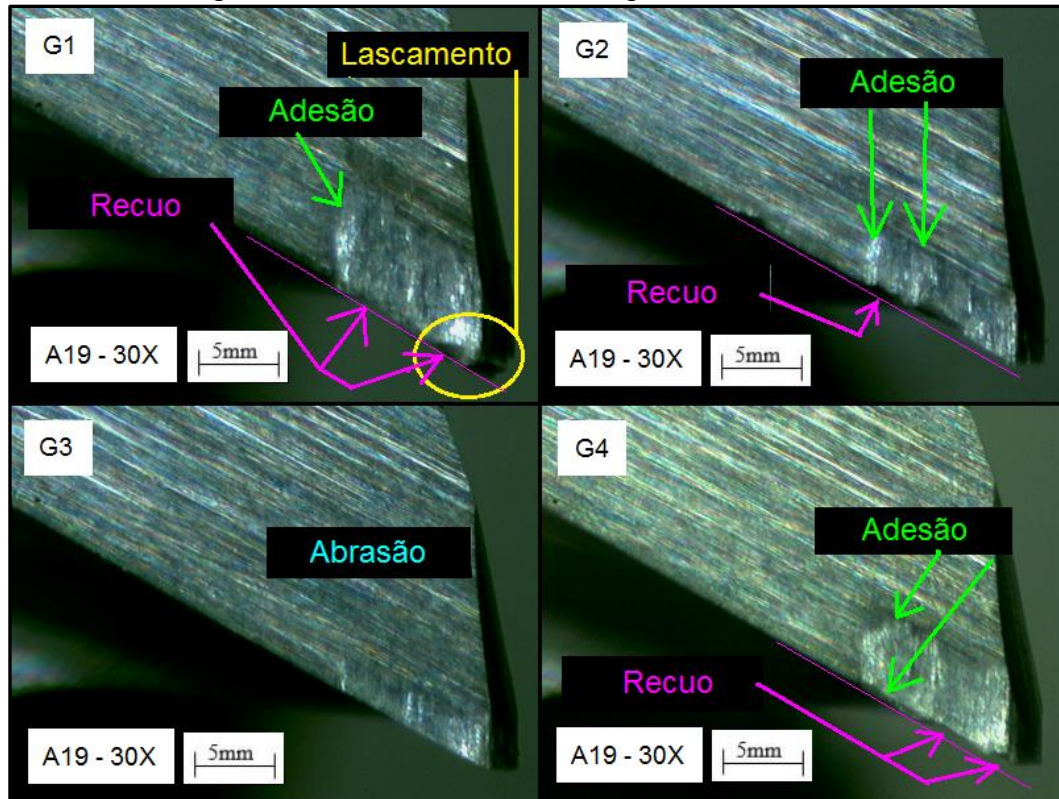 G1
Lascamento
Adesão
Recuo
A19 - 30X
5mm
G2
Adesão
Recuo
A19 - 30X
5mm
G3
Abrasão
A19 - 30X
5mm
G4
Adesão
Recuo
A19 - 30X
5mm